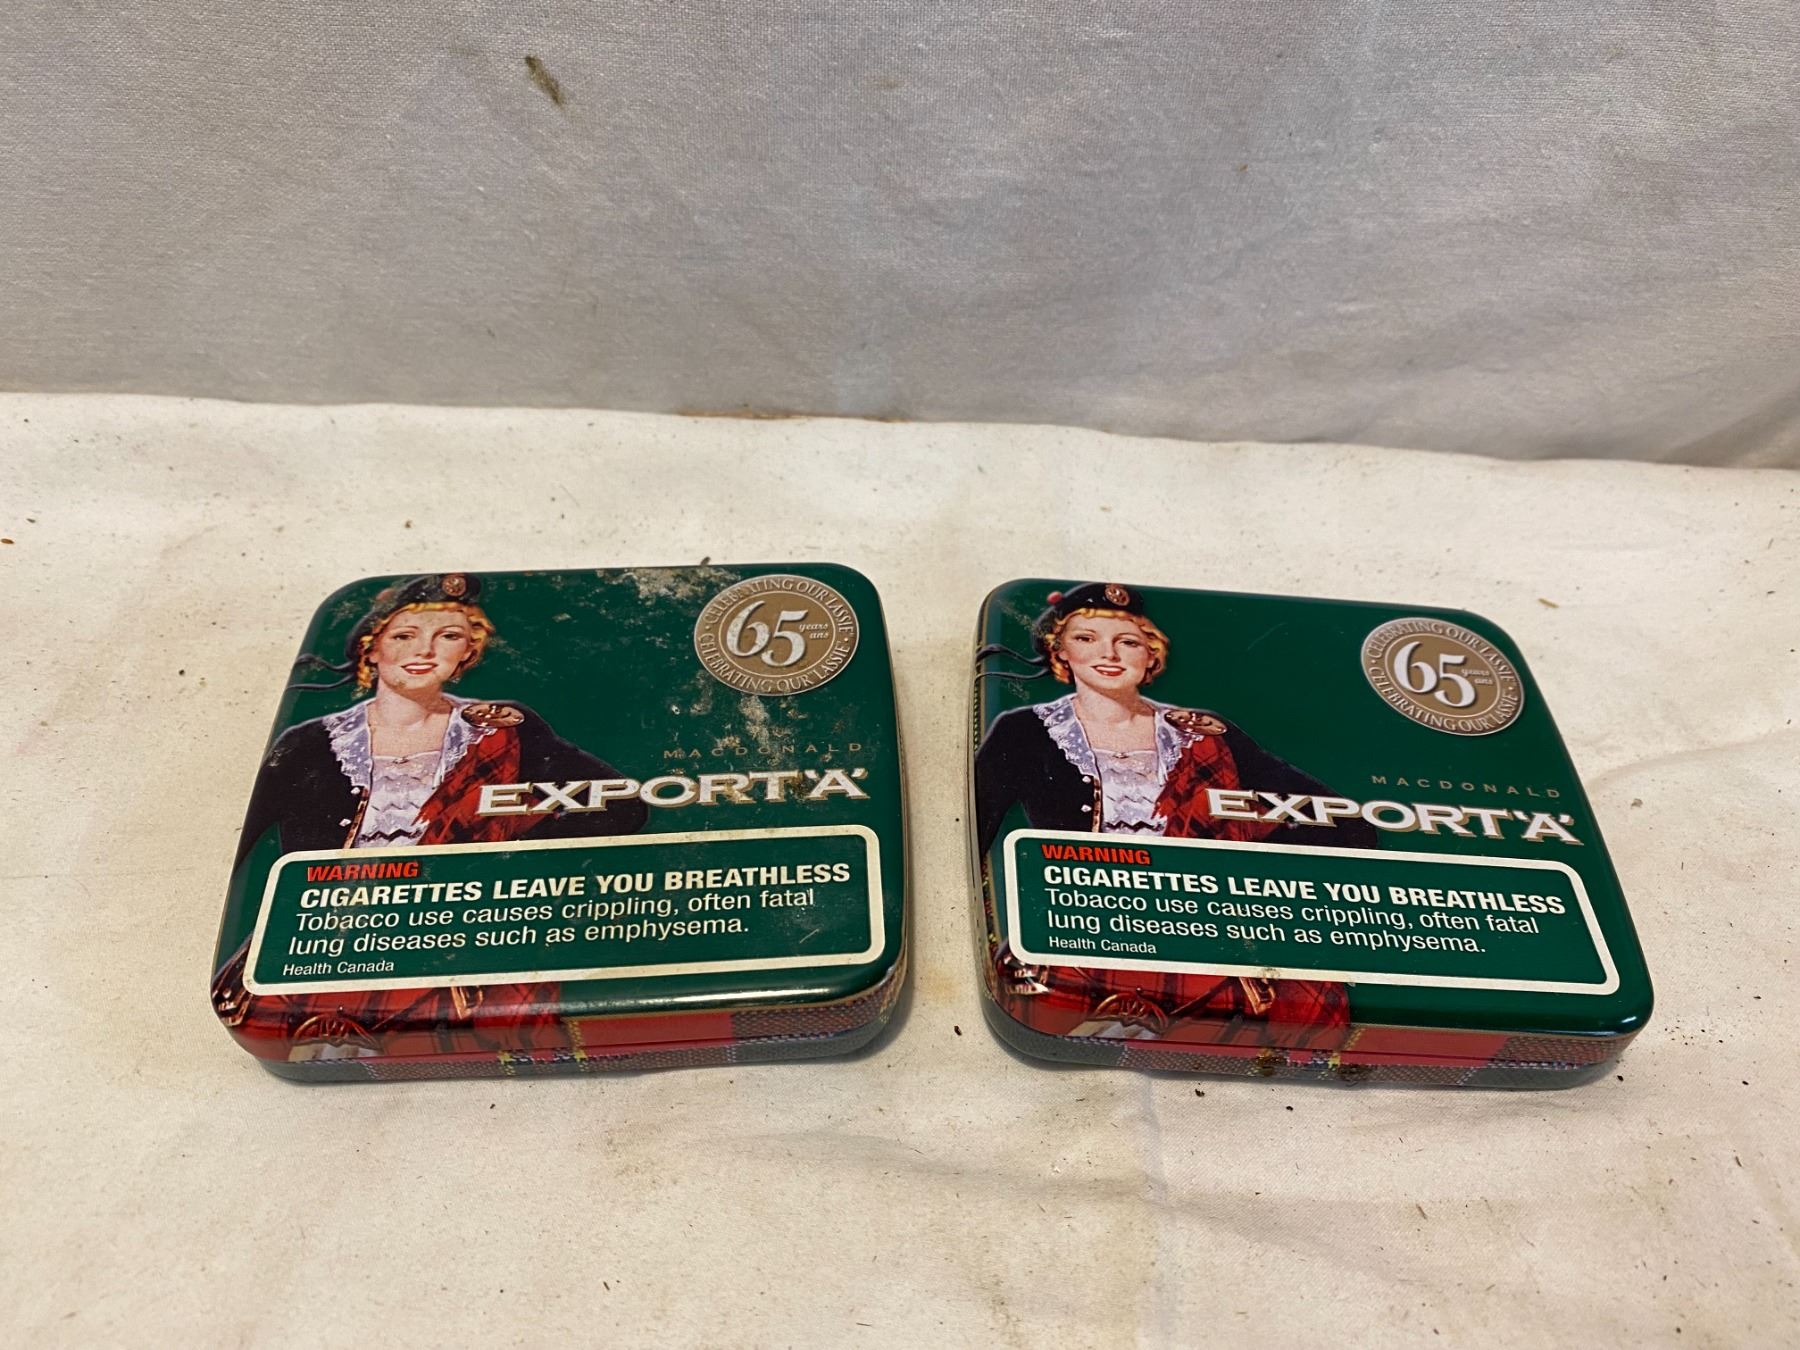 CELEBRATING OUR LASSIE
65
years
ans
CELEBRATING OUR LASSIE
MACDONALD
EXPORT 'A'
WARNING
CIGARETTES LEAVE YOU BREATHLESS
Tobacco use causes crippling, often fatal
lung diseases such as emphysema.
Health Canada
CELEBRATING OUR LASSIE
65
years
ans
CELEBRATING OUR LASSIE
MACDONALD
EXPORT 'A'
WARNING
CIGARETTES LEAVE YOU BREATHLESS
Tobacco use causes crippling, often fatal
lung diseases such as emphysema.
Health Canada